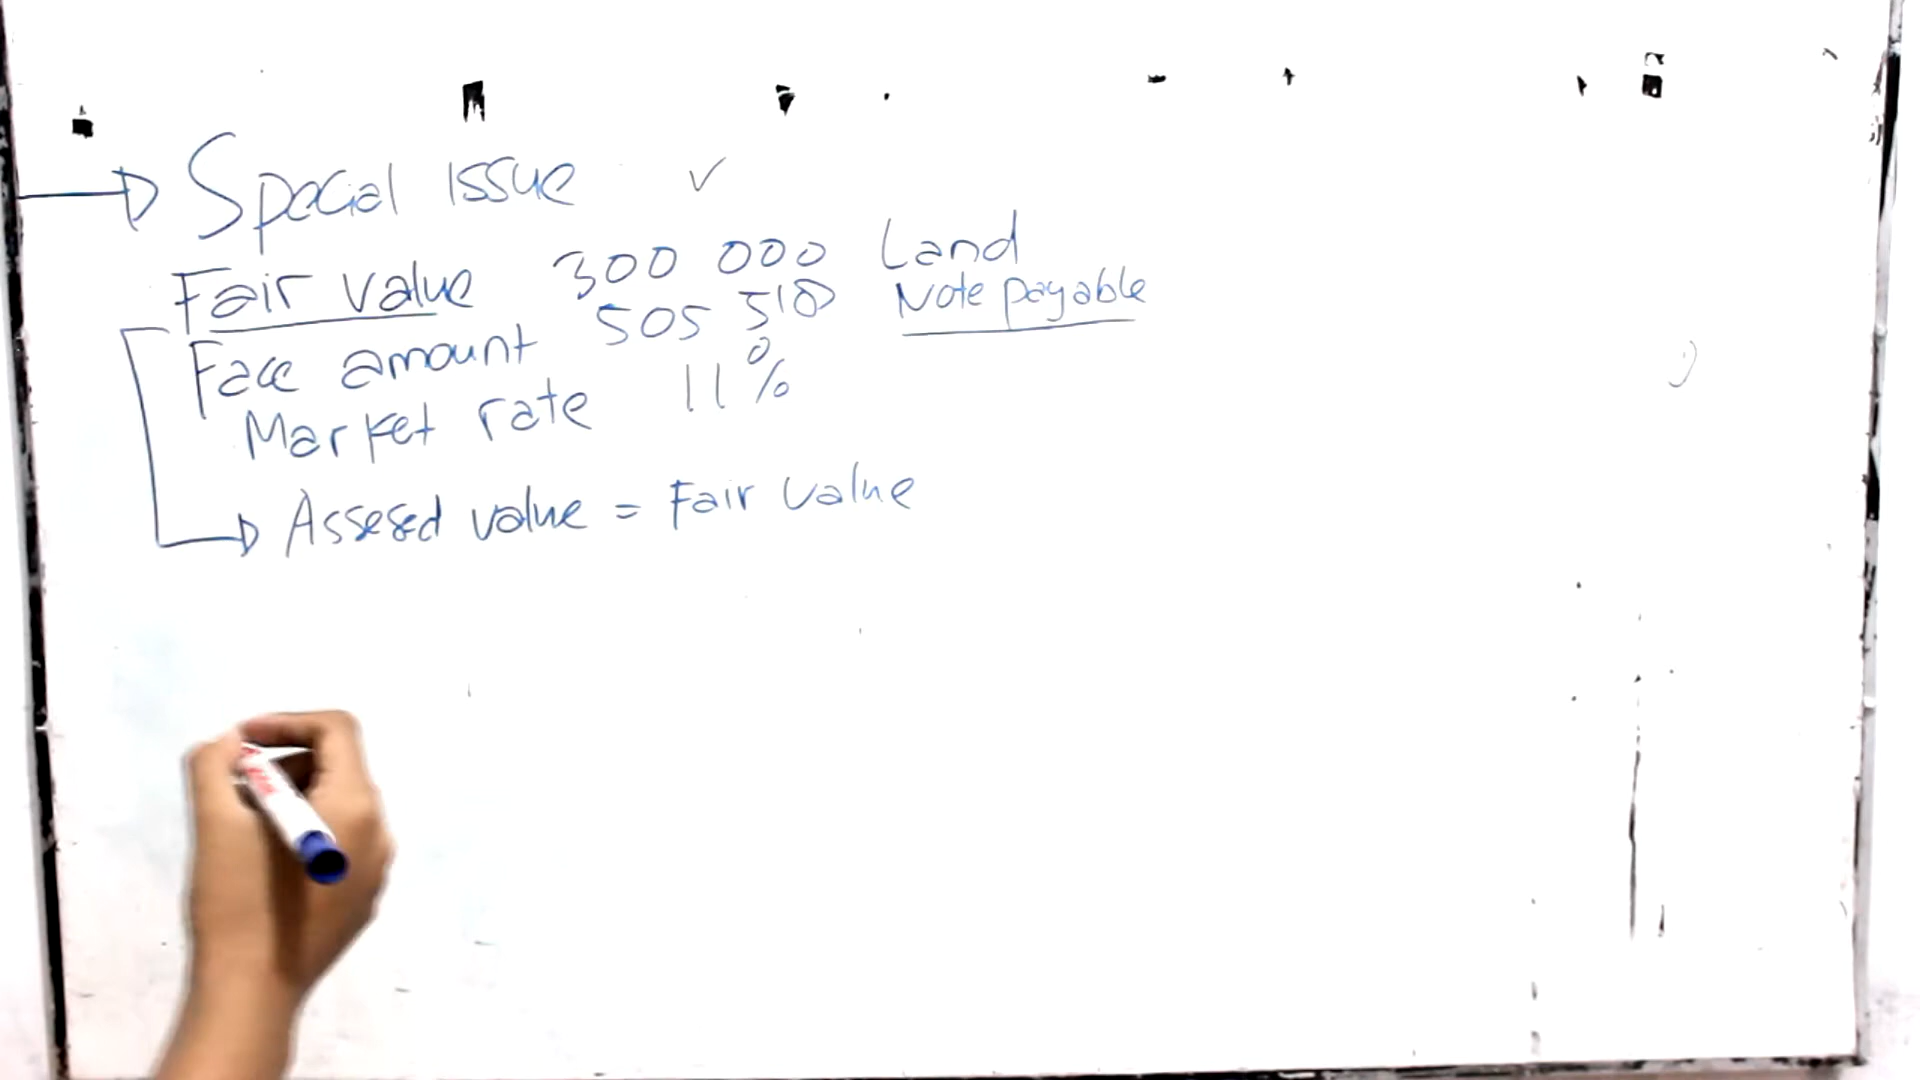 Special issue ✓
Fair value 300 000 Land
Face amount 505 518 Note payable
Market rate 11%
Assesed value = Fair value